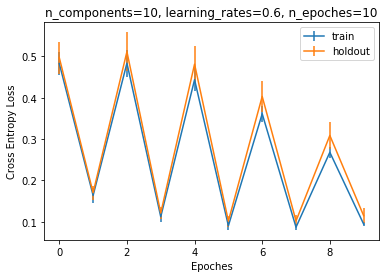 n_components=10, learning_rates=0.6, n_epoches=10
train
holdout
Cross Entropy Loss
0.5
0.4
0.3
0.2
0.1
0 2 4 6 8
Epoches